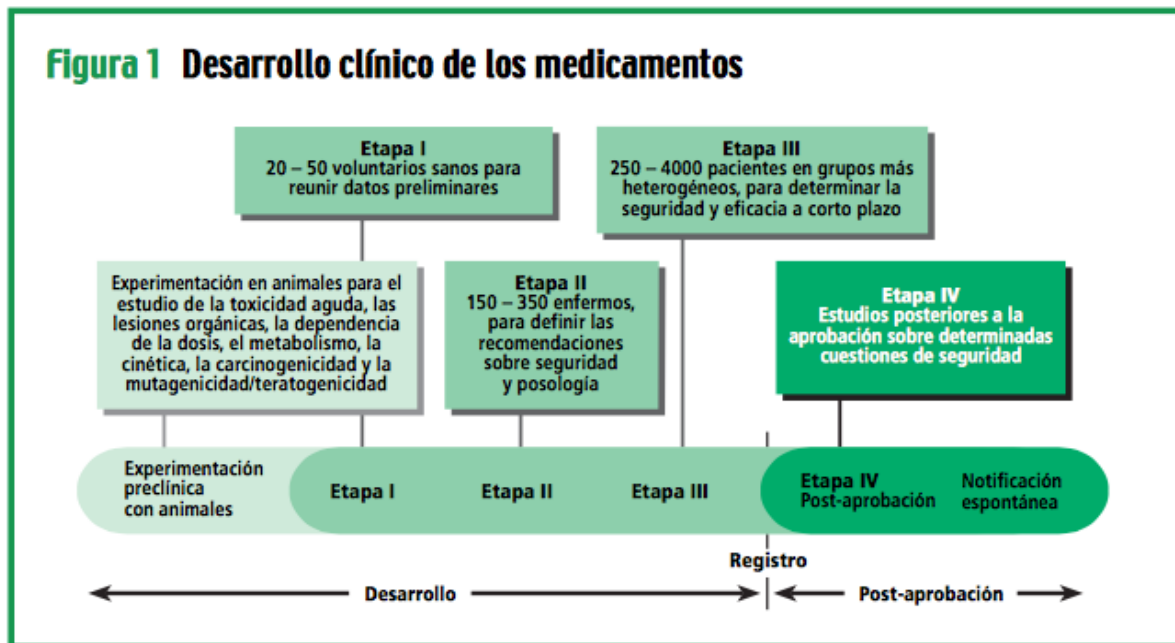 Figura 1 Desarrollo clínico de los medicamentos
Etapa I
20 – 50 voluntarios sanos para
reunir datos preliminares
Etapa III
250 – 4000 pacientes en grupos más
heterogéneos, para determinar la
seguridad y eficacia a corto plazo
Experimentación en animales para el
estudio de la toxicidad aguda, las
lesiones orgánicas, la dependencia
de la dosis, el metabolismo, la
cinética, la carcinogenicidad y la
mutagenicidad/teratogenicidad
Etapa II
150 – 350 enfermos,
para definir las
recomendaciones
sobre seguridad
y posología
Etapa IV
Estudios posteriores a la
aprobación sobre determinadas
cuestiones de seguridad
Experimentación
preclínica
con animales
Etapa I
Etapa II
Etapa III
Etapa IV
Post-aprobación
Notificación
espontánea
Registro
Desarrollo
Post-aprobación